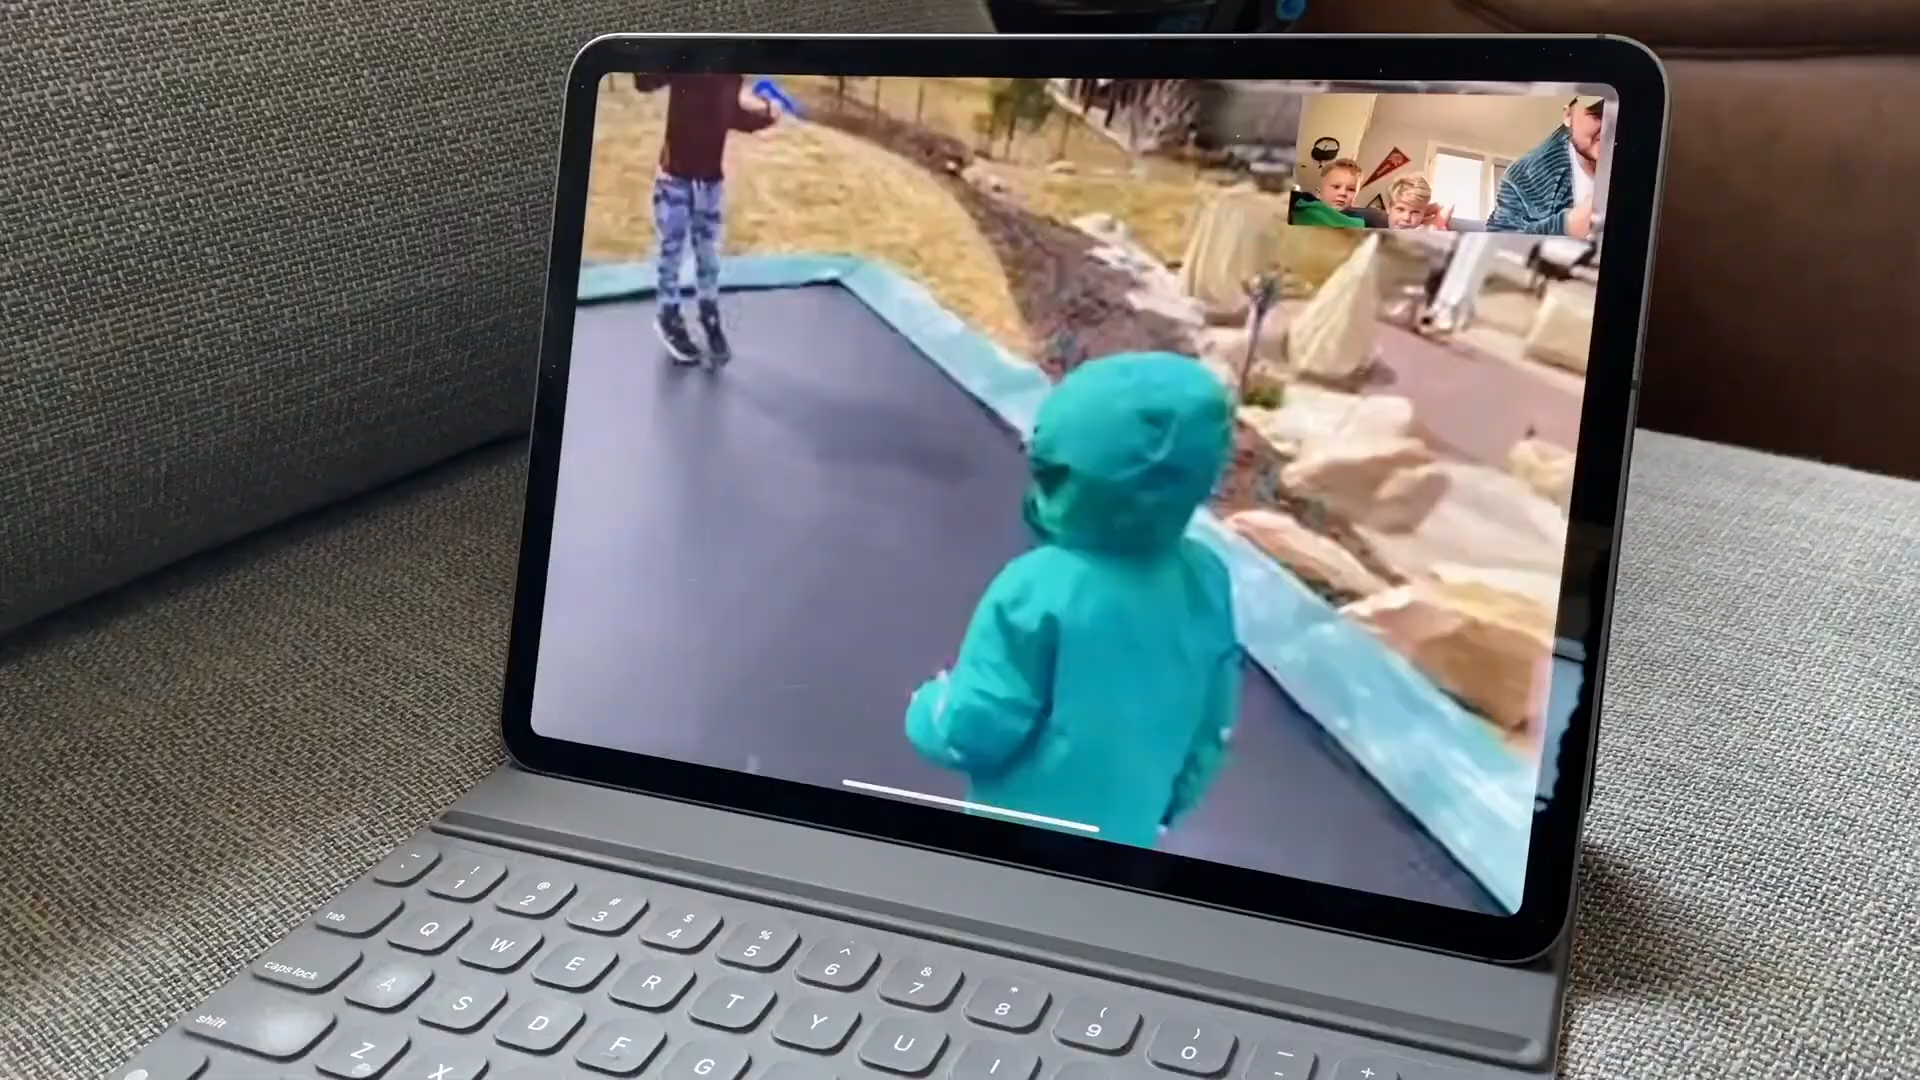 ~ `
! 1
@ 2
# 3
$ 4
% 5
^ 6
& 7
* 8
( 9
) 0
— -
+
tab
Q W E R T Y U I
caps lock
A S D F G
shift
Z X